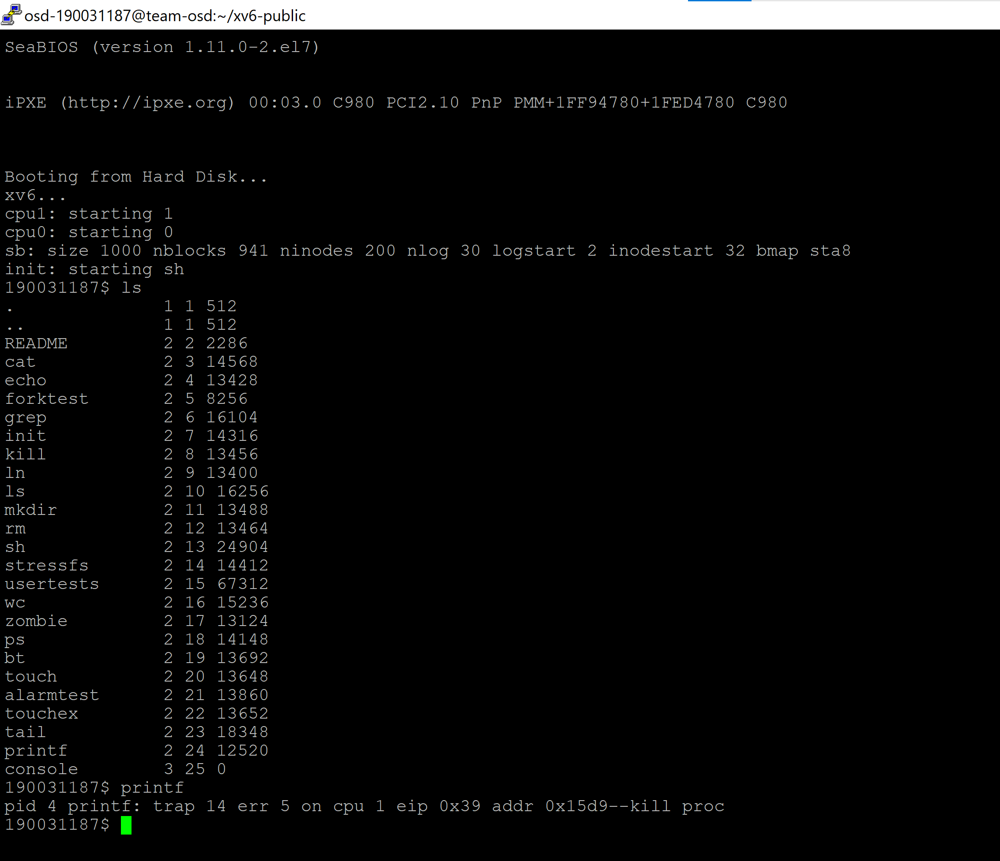 osd-190031187@team-osd:~/xv6-public
SeaBIOS (version 1.11.0-2.el7)
iPXE (http://ipxe.org) 00:03.0 C980 PCI2.10 PnP PMM+1FF94780+1FED4780 C980
Booting from Hard Disk...
xv6...
cpu1: starting 1
cpu0: starting 0
sb: size 1000 nblocks 941 ninodes 200 nlog 30 logstart 2 inodestart 32 bmap sta8
init: starting sh
190031187$ ls
. 1 1 512
.. 1 1 512
README 2 2 2286
cat 2 3 14568
echo 2 4 13428
forktest 2 5 8256
grep 2 6 16104
init 2 7 14316
kill 2 8 13456
ln 2 9 13400
ls 2 10 16256
mkdir 2 11 13488
rm 2 12 13464
sh 2 13 24904
stressfs 2 14 14412
usertests 2 15 67312
wc 2 16 15236
zombie 2 17 13124
ps 2 18 14148
bt 2 19 13692
touch 2 20 13648
alarmtest 2 21 13860
touchex 2 22 13652
tail 2 23 18348
printf 2 24 12520
console 3 25 0
190031187$ printf
pid 4 printf: trap 14 err 5 on cpu 1 eip 0x39 addr 0x15d9--kill proc
190031187$